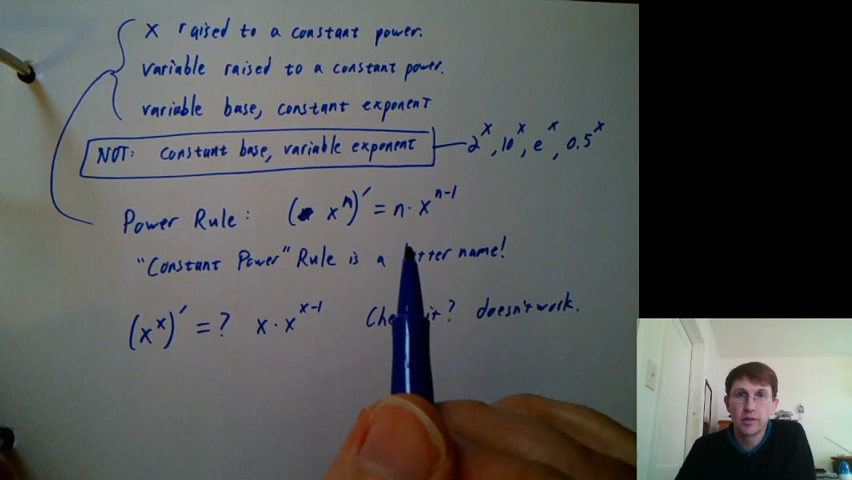 x raised to a constant power.
variable raised to a constant power.
variable base, constant exponent
NOT: constant base, variable exponent — 2^x, 10^x, e^x, 0.5^x
Power Rule: (x^n)' = n · x^(n-1)
"Constant Power" Rule is a name!
(x^x)' = ? x · x^(x-1) it? doesn't work.